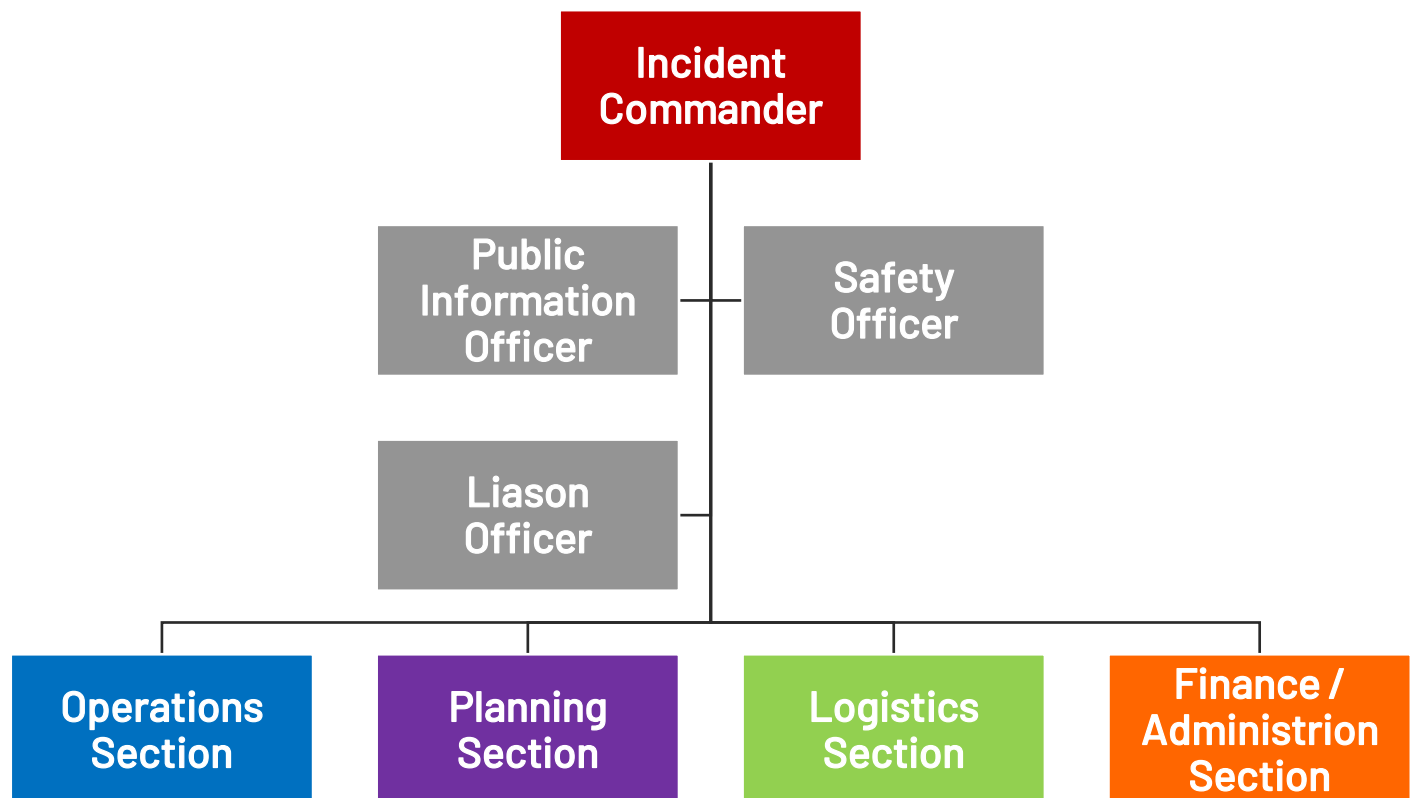 Incident
Commander
Public
Information
Officer
Safety
Officer
Liason
Officer
Operations
Section
Planning
Section
Logistics
Section
Finance /
Administrion
Section